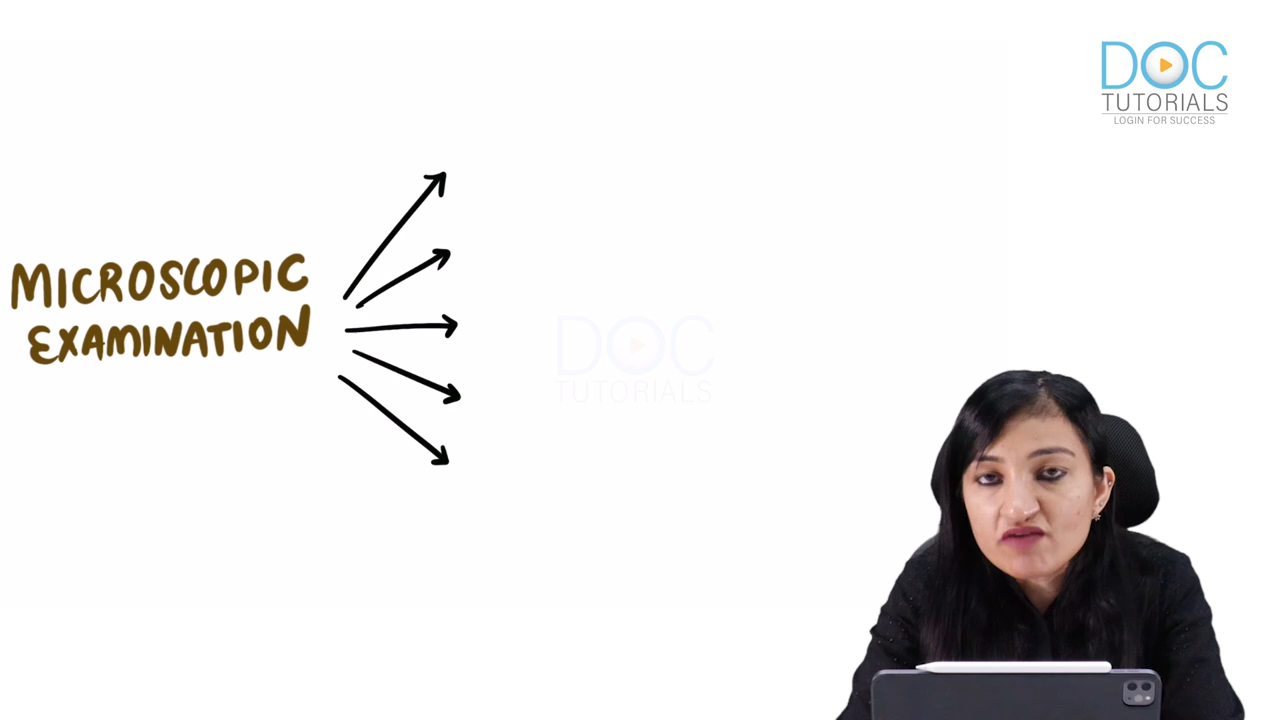 DOC
TUTORIALS
LOGIN FOR SUCCESS
MICROSCOPIC
EXAMINATION
DOC
TUTORIALS